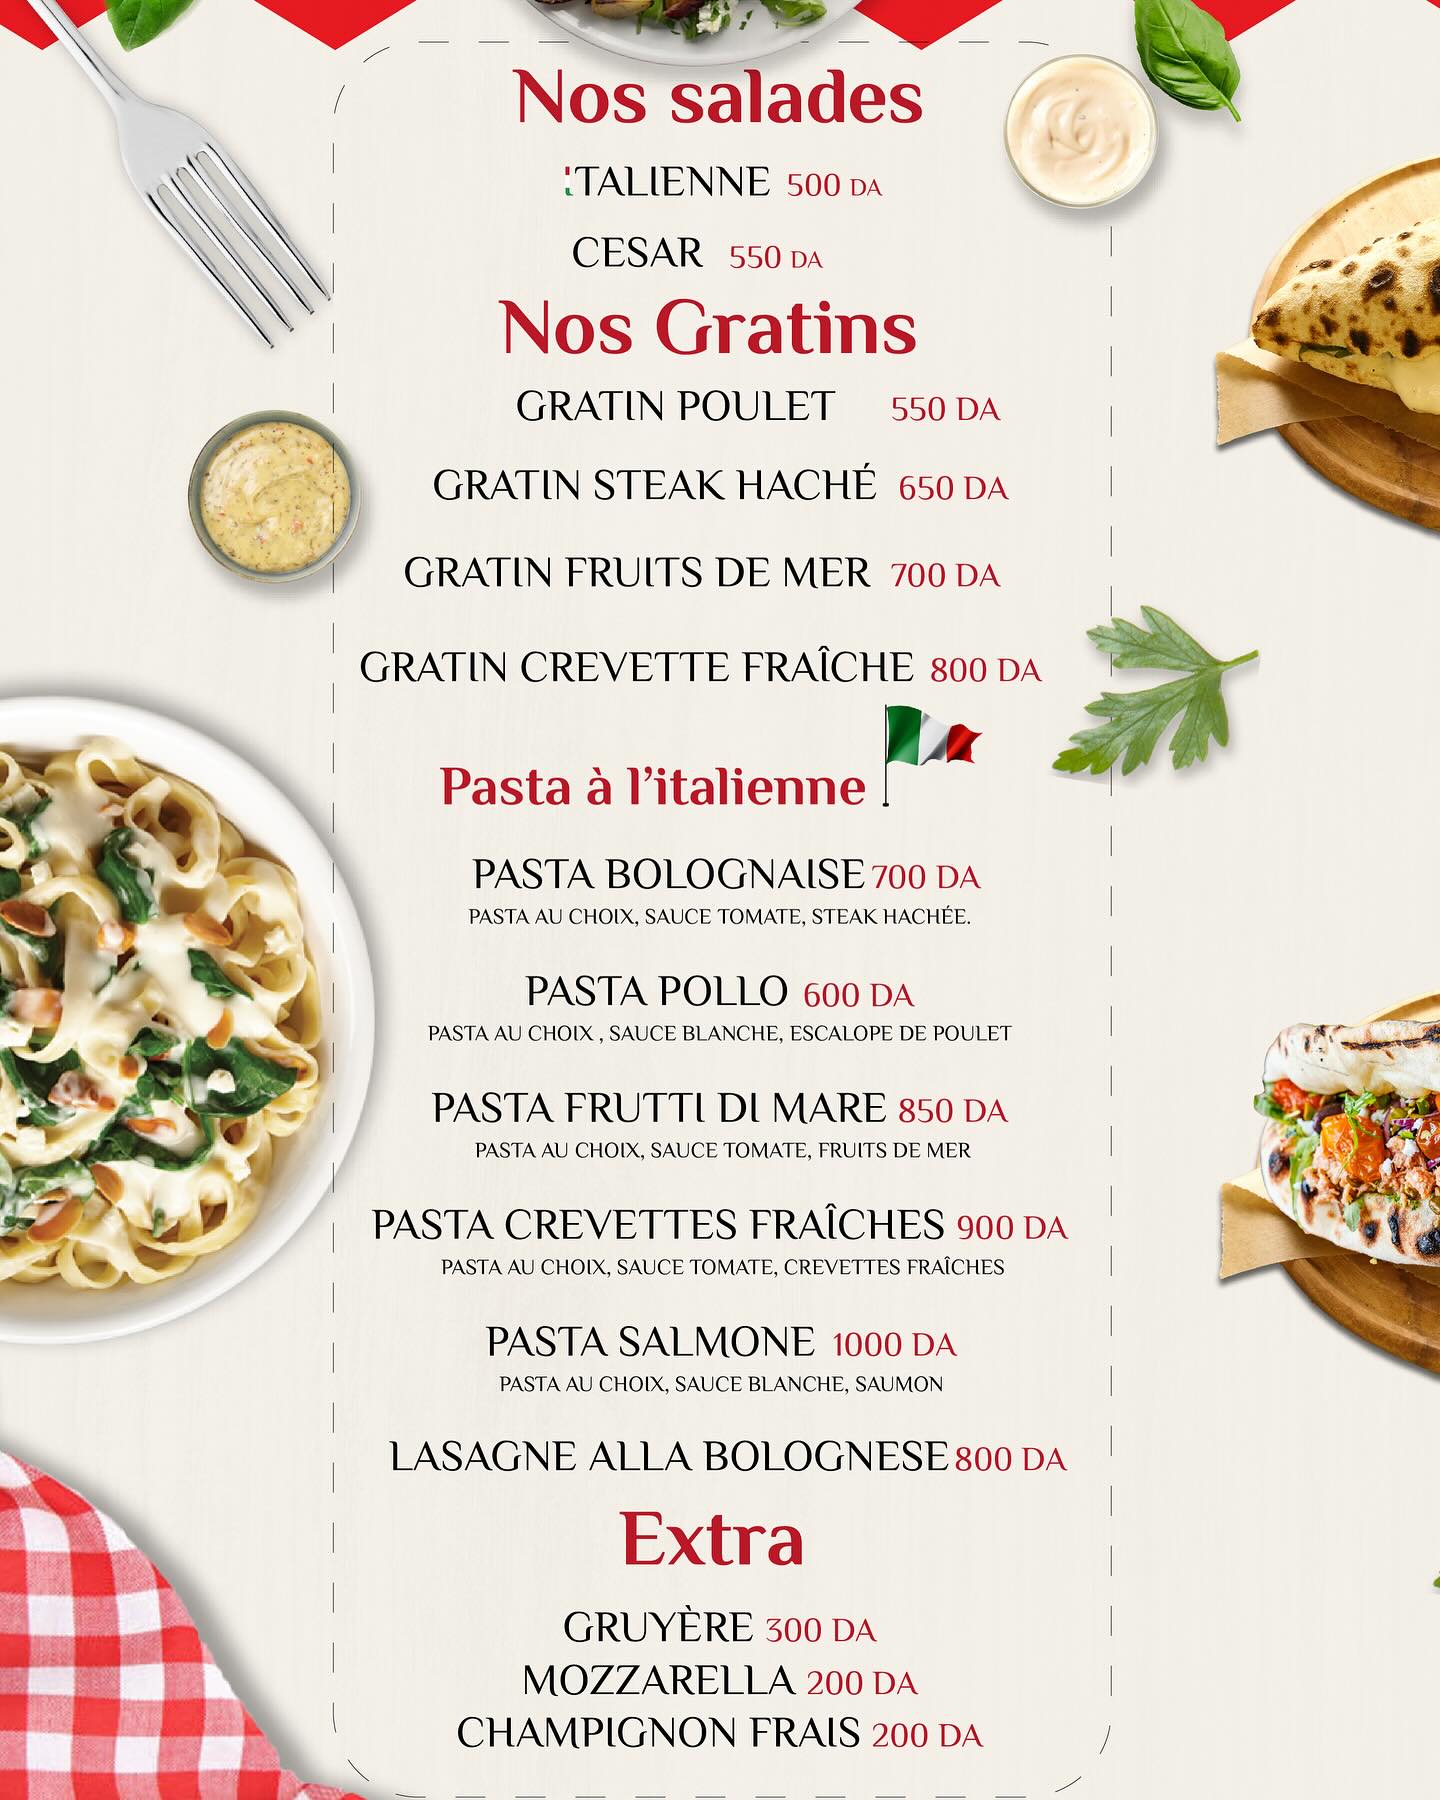 Nos salades
ITALIENNE 500 DA
CESAR 550 DA
Nos Gratins
GRATIN POULET 550 DA
GRATIN STEAK HACHÉ 650 DA
GRATIN FRUITS DE MER 700 DA
GRATIN CREVETTE FRAÎCHE 800 DA
Pasta à l'italienne
PASTA BOLOGNAISE 700 DA
PASTA AU CHOIX, SAUCE TOMATE, STEAK HACHÉE.
PASTA POLLO 600 DA
PASTA AU CHOIX , SAUCE BLANCHE, ESCALOPE DE POULET
PASTA FRUTTI DI MARE 850 DA
PASTA AU CHOIX, SAUCE TOMATE, FRUITS DE MER
PASTA CREVETTES FRAÎCHES 900 DA
PASTA AU CHOIX, SAUCE TOMATE, CREVETTES FRAÎCHES
PASTA SALMONE 1000 DA
PASTA AU CHOIX, SAUCE BLANCHE, SAUMON
LASAGNE ALLA BOLOGNESE 800 DA
Extra
GRUYÈRE 300 DA
MOZZARELLA 200 DA
CHAMPIGNON FRAIS 200 DA